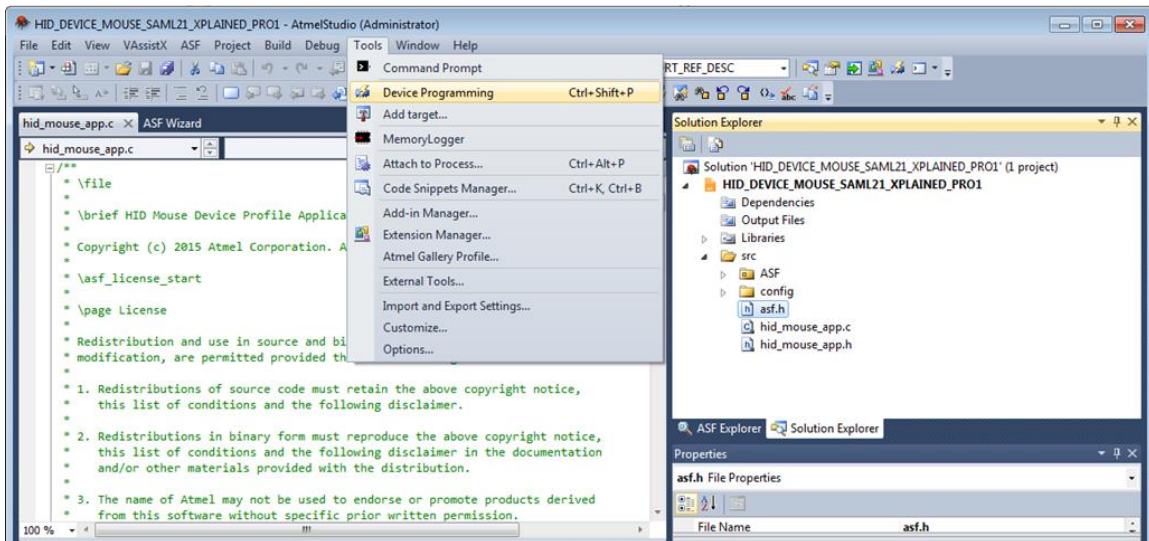 HID_DEVICE_MOUSE_SAML21_XPLAINED_PRO1 - AtmelStudio (Administrator)
File Edit View VAssistX ASF Project Build Debug Tools Window Help
RT_REF_DESC
Command Prompt
Device Programming Ctrl+Shift+P
Add target...
MemoryLogger
Attach to Process... Ctrl+Alt+P
Code Snippets Manager... Ctrl+K, Ctrl+B
Add-in Manager...
Extension Manager...
Atmel Gallery Profile...
External Tools...
Import and Export Settings...
Customize...
Options...
hid_mouse_app.c ASF Wizard
hid_mouse_app.c
/**
* \file
*
* \brief HID Mouse Device Profile Applica
*
* Copyright (c) 2015 Atmel Corporation. A
*
* \asf_license_start
*
* \page License
*
* Redistribution and use in source and bi
* modification, are permitted provided th
*
* 1. Redistributions of source code must retain the above copyright notice,
* this list of conditions and the following disclaimer.
*
* 2. Redistributions in binary form must reproduce the above copyright notice,
* this list of conditions and the following disclaimer in the documentation
* and/or other materials provided with the distribution.
*
* 3. The name of Atmel may not be used to endorse or promote products derived
* from this software without specific prior written permission.
100 %
Solution Explorer
Solution 'HID_DEVICE_MOUSE_SAML21_XPLAINED_PRO1' (1 project)
HID_DEVICE_MOUSE_SAML21_XPLAINED_PRO1
Dependencies
Output Files
Libraries
src
ASF
config
asf.h
hid_mouse_app.c
hid_mouse_app.h
ASF Explorer Solution Explorer
Properties
asf.h File Properties
File Name asf.h